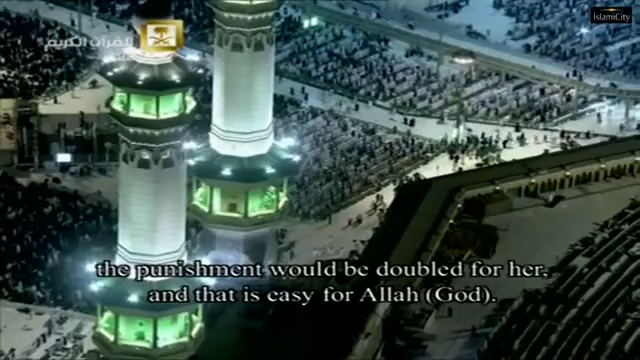 IslamiCity
القرآن الكريم
the punishment would be doubled for her,
and that is easy for Allah (God).